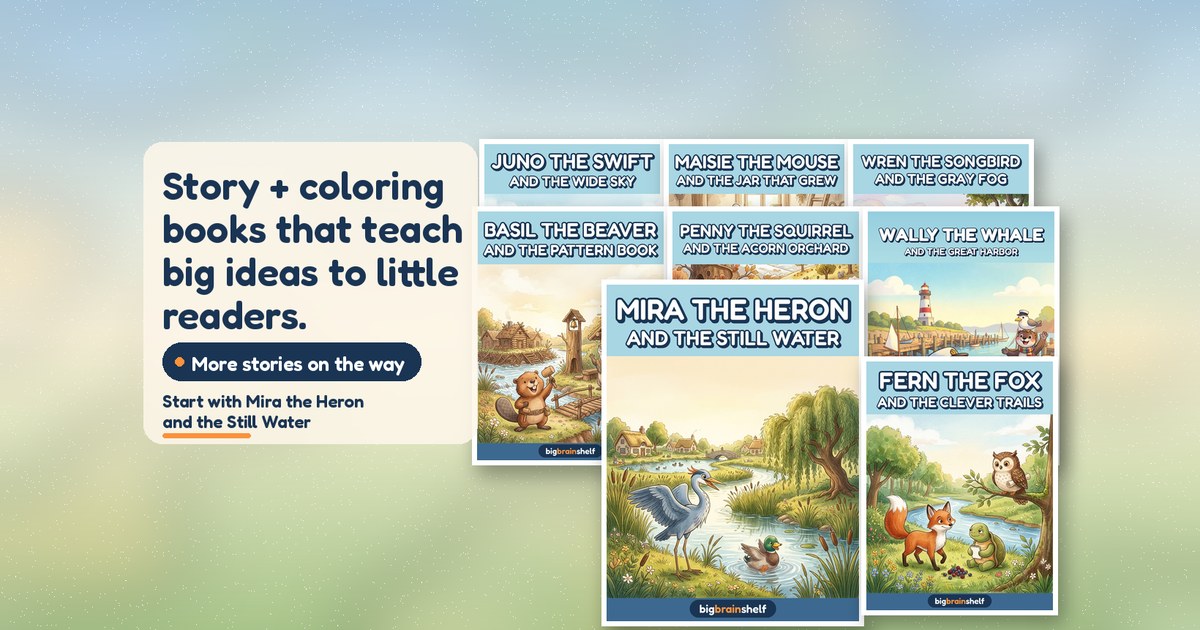 Story + coloring
books that teach
big ideas to little
readers.
More stories on the way
Start with Mira the Heron
and the Still Water
JUNO THE SWIFT
AND THE WIDE SKY
MAISIE THE MOUSE
AND THE JAR THAT GREW
WREN THE SONGBIRD
AND THE GRAY FOG
BASIL THE BEAVER
AND THE PATTERN BOOK
PENNY THE SQUIRREL
AND THE ACORN ORCHARD
WALLY THE WHALE
AND THE GREAT HARBOR
MIRA THE HERON
AND THE STILL WATER
FERN THE FOX
AND THE CLEVER TRAILS
bigbrainshelf
bigbrainshelf
bigbrainshelf